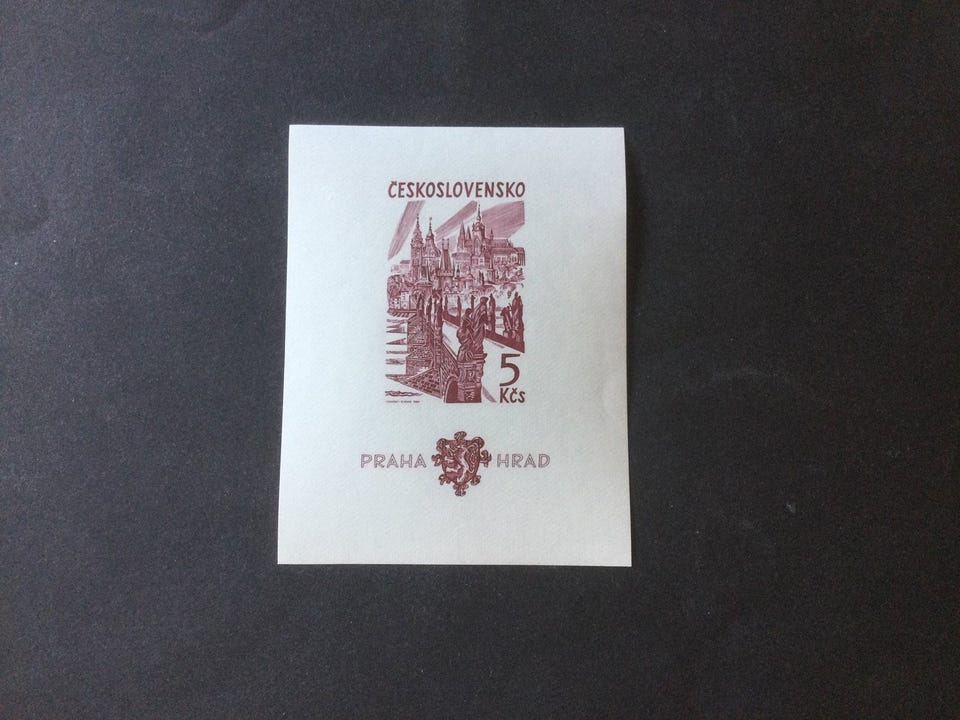 ČESKOSLOVENSKO
5
Kčs
PRAHA HRAD